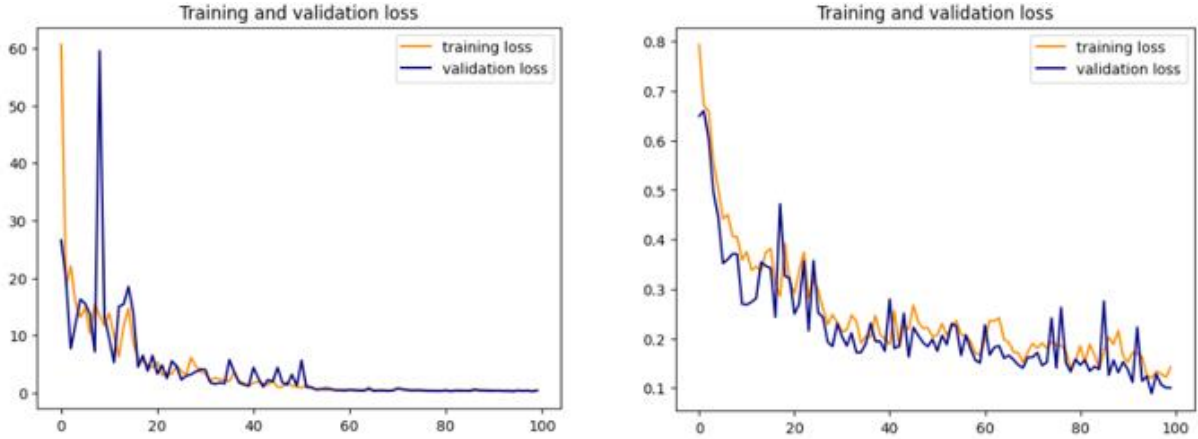 Training and validation loss
training loss
validation loss
60
50
40
30
20
10
0
0 20 40 60 80 100
Training and validation loss
training loss
validation loss
0.8
0.7
0.6
0.5
0.4
0.3
0.2
0.1
0 20 40 60 80 100